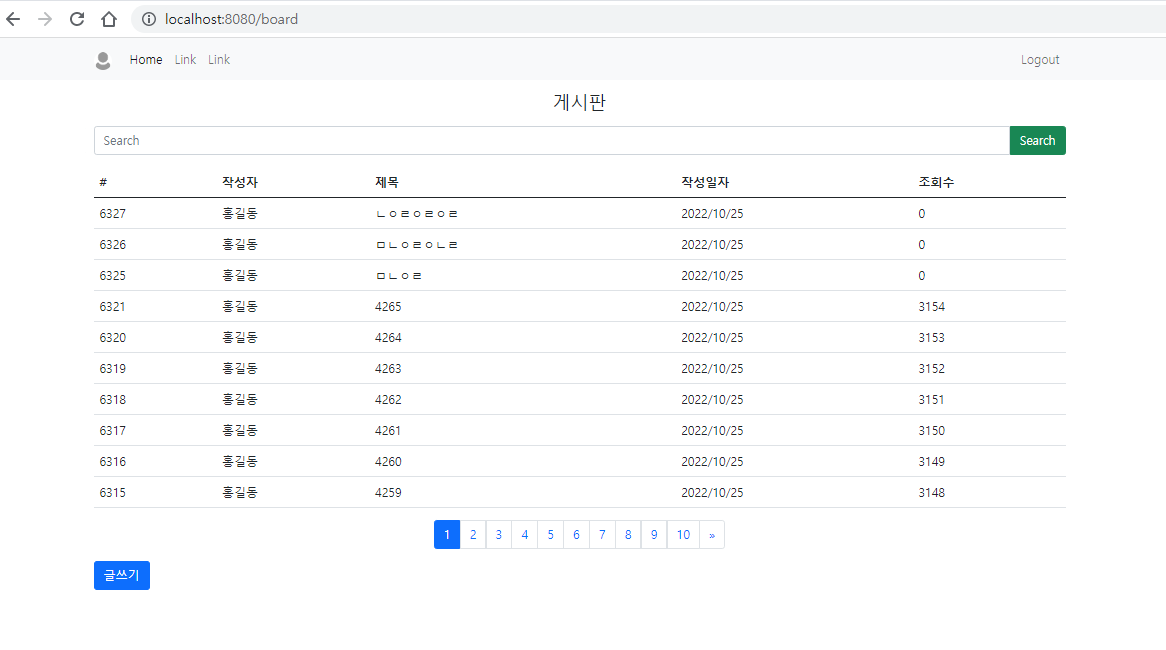 localhost:8080/board
Home Link Link Logout
게시판
Search Search
# 작성자 제목 작성일자 조회수
6327 홍길동 ㄴㅇㄹㅇㄹㅇㄹ 2022/10/25 0
6326 홍길동 ㅁㄴㅇㄹㅇㄴㄹ 2022/10/25 0
6325 홍길동 ㅁㄴㅇㄹ 2022/10/25 0
6321 홍길동 4265 2022/10/25 3154
6320 홍길동 4264 2022/10/25 3153
6319 홍길동 4263 2022/10/25 3152
6318 홍길동 4262 2022/10/25 3151
6317 홍길동 4261 2022/10/25 3150
6316 홍길동 4260 2022/10/25 3149
6315 홍길동 4259 2022/10/25 3148
1 2 3 4 5 6 7 8 9 10 »
글쓰기